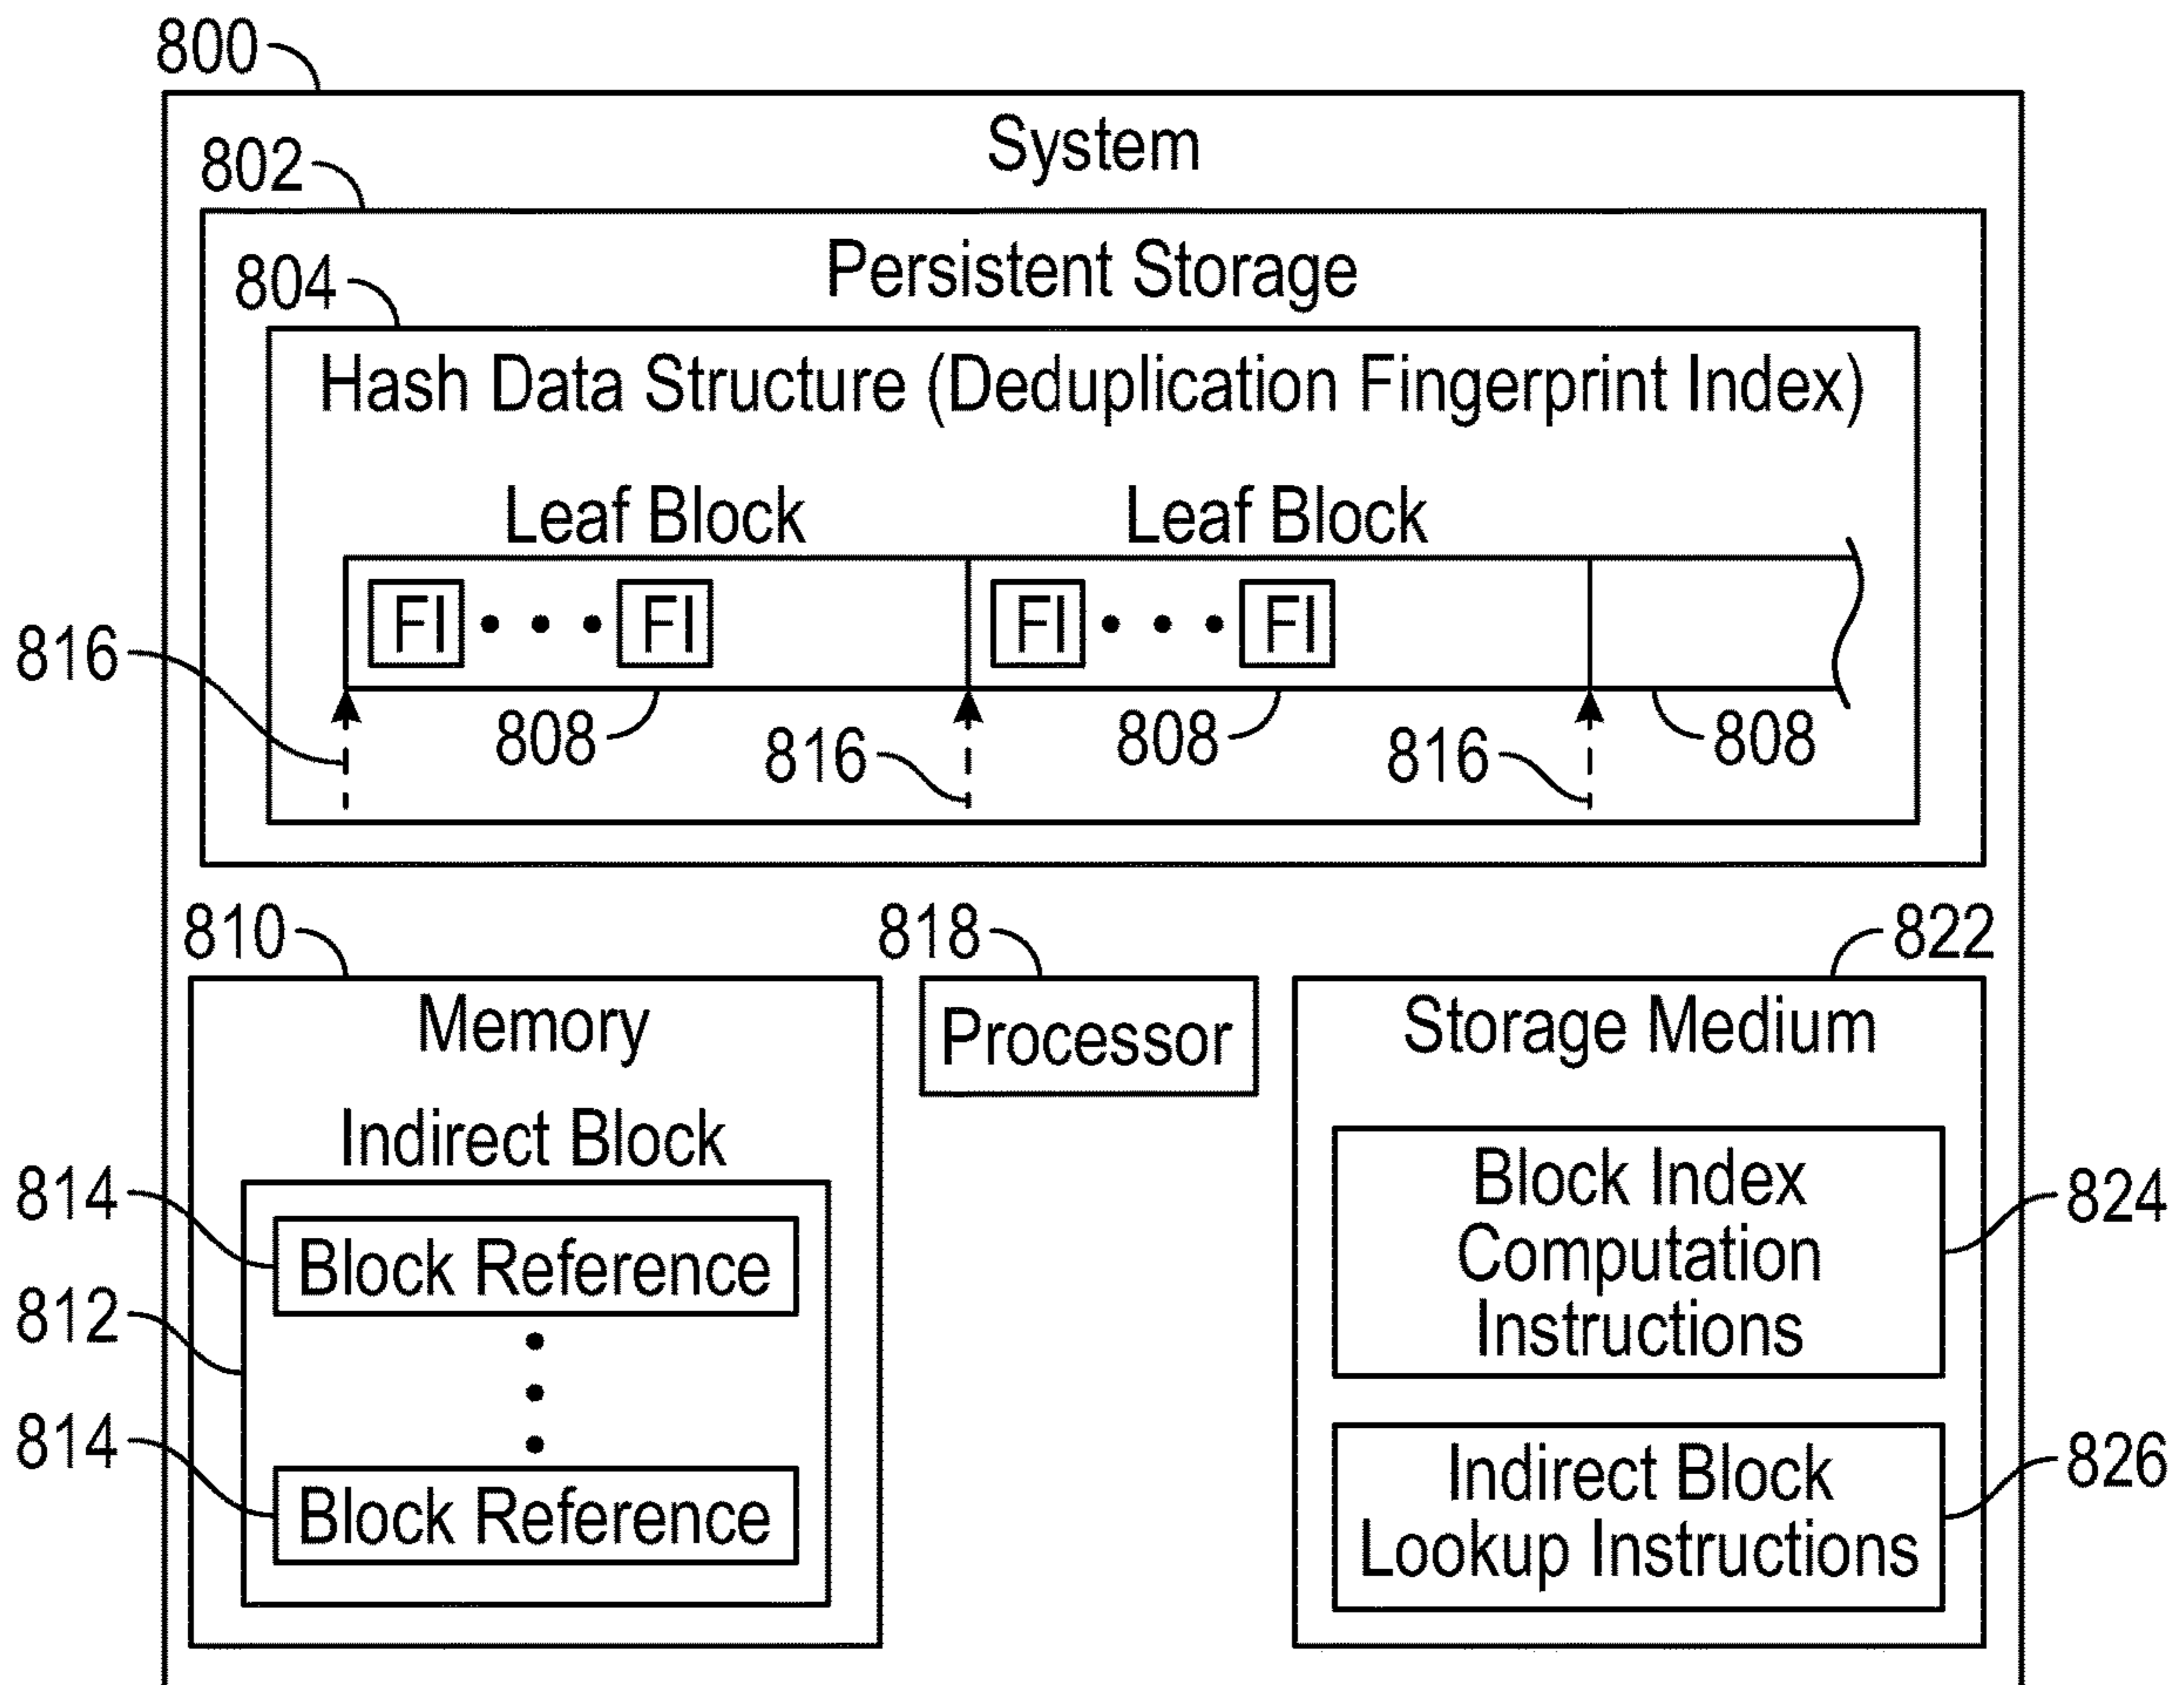 800
System
802
Persistent Storage
804
Hash Data Structure (Deduplication Fingerprint Index)
Leaf Block Leaf Block
FI • • • FI FI • • • FI
816
808 808 808
816 816
810 818 822
Memory Processor Storage Medium
Indirect Block
814
Block Reference
812
814
Block Reference
Block Index
Computation
Instructions
824
Indirect Block
Lookup Instructions
826